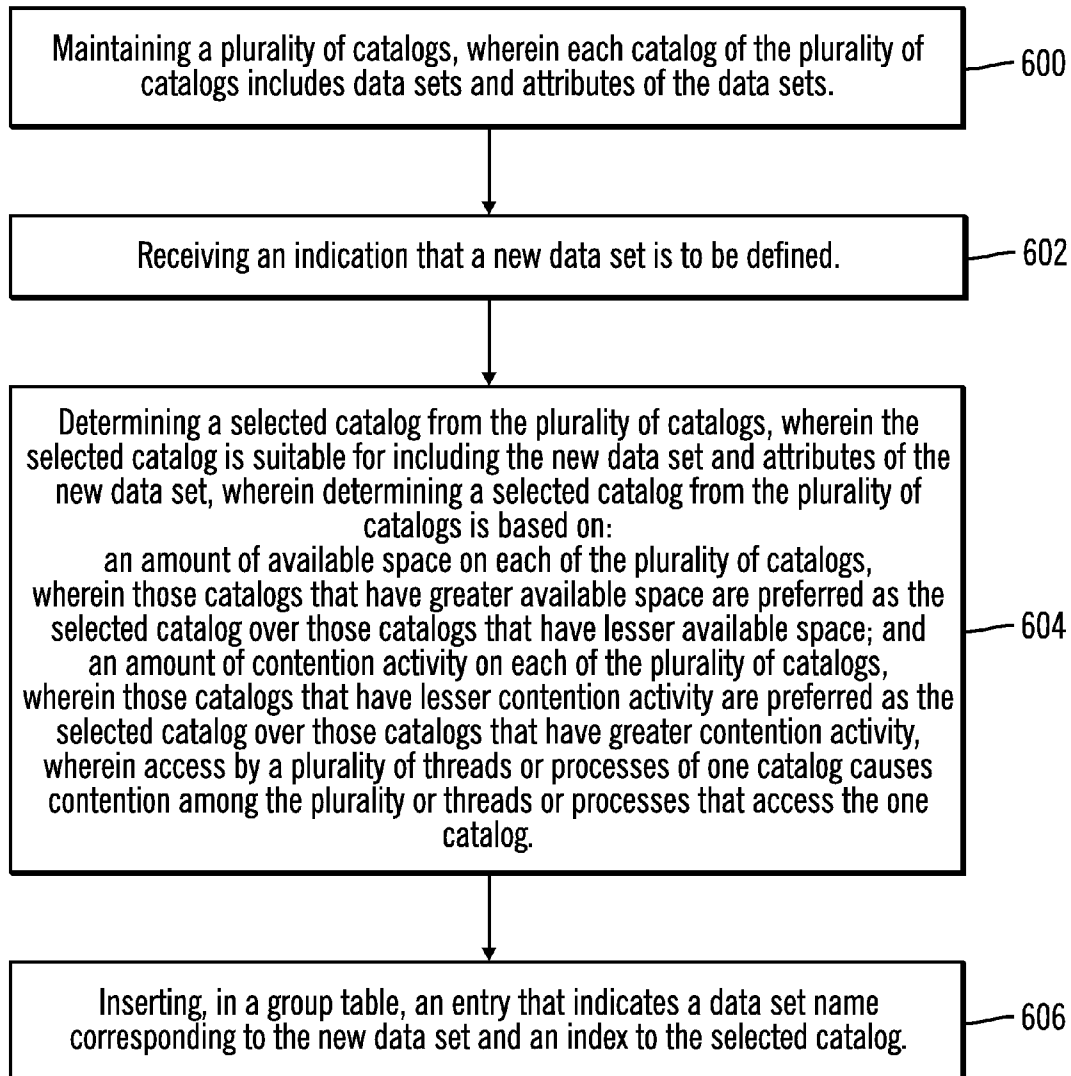 Maintaining a plurality of catalogs, wherein each catalog of the plurality of
catalogs includes data sets and attributes of the data sets.
600
Receiving an indication that a new data set is to be defined.
602
Determining a selected catalog from the plurality of catalogs, wherein the
selected catalog is suitable for including the new data set and attributes of the
new data set, wherein determining a selected catalog from the plurality of
catalogs is based on:
an amount of available space on each of the plurality of catalogs,
wherein those catalogs that have greater available space are preferred as the
selected catalog over those catalogs that have lesser available space; and
an amount of contention activity on each of the plurality of catalogs,
wherein those catalogs that have lesser contention activity are preferred as the
selected catalog over those catalogs that have greater contention activity,
wherein access by a plurality of threads or processes of one catalog causes
contention among the plurality or threads or processes that access the one
catalog.
604
Inserting, in a group table, an entry that indicates a data set name
corresponding to the new data set and an index to the selected catalog.
606